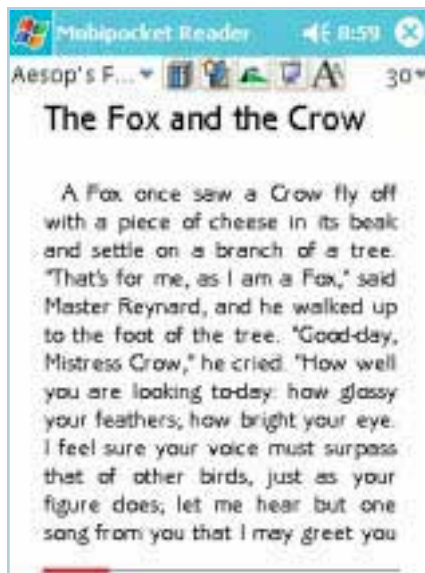 Mobipocket Reader 8:59
Aesop's F... 30
The Fox and the Crow
A Fox once saw a Crow fly off
with a piece of cheese in its beak
and settle on a branch of a tree.
"That's for me, as I am a Fox," said
Master Reynard, and he walked up
to the foot of the tree. "Good-day,
Mistress Crow," he cried. "How well
you are looking to-day: how glossy
your feathers; how bright your eye.
I feel sure your voice must surpass
that of other birds, just as your
figure does; let me hear but one
song from you that I may greet you